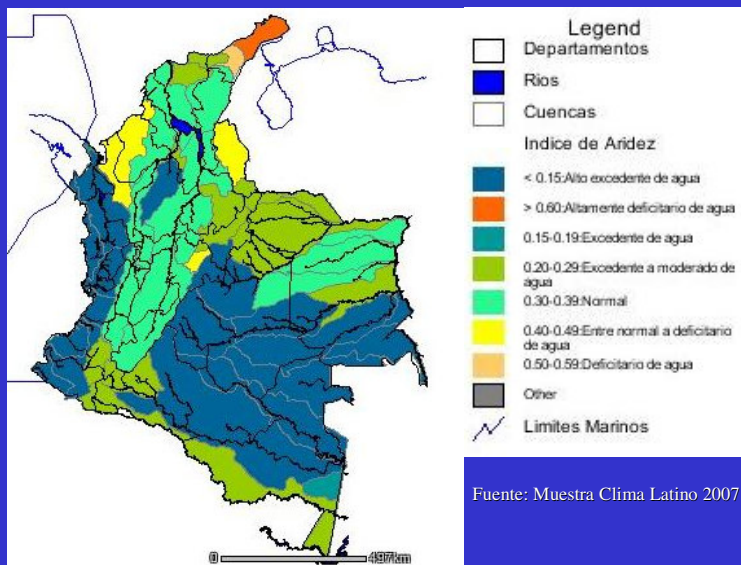 Legend
Departamentos
Rios
Cuencas
Indice de Aridez
< 0.15:Alto excedente de agua
> 0.60:Altamente deficitario de agua
0.15-0.19:Excedente de agua
0.20-0.29:Excedente a moderado de
agua
0.30-0.39:Normal
0.40-0.49:Entre normal a deficitario
de agua
0.50-0.59:Deficitario de agua
Other
Limites Marinos
Fuente: Muestra Clima Latino 2007
0 497km